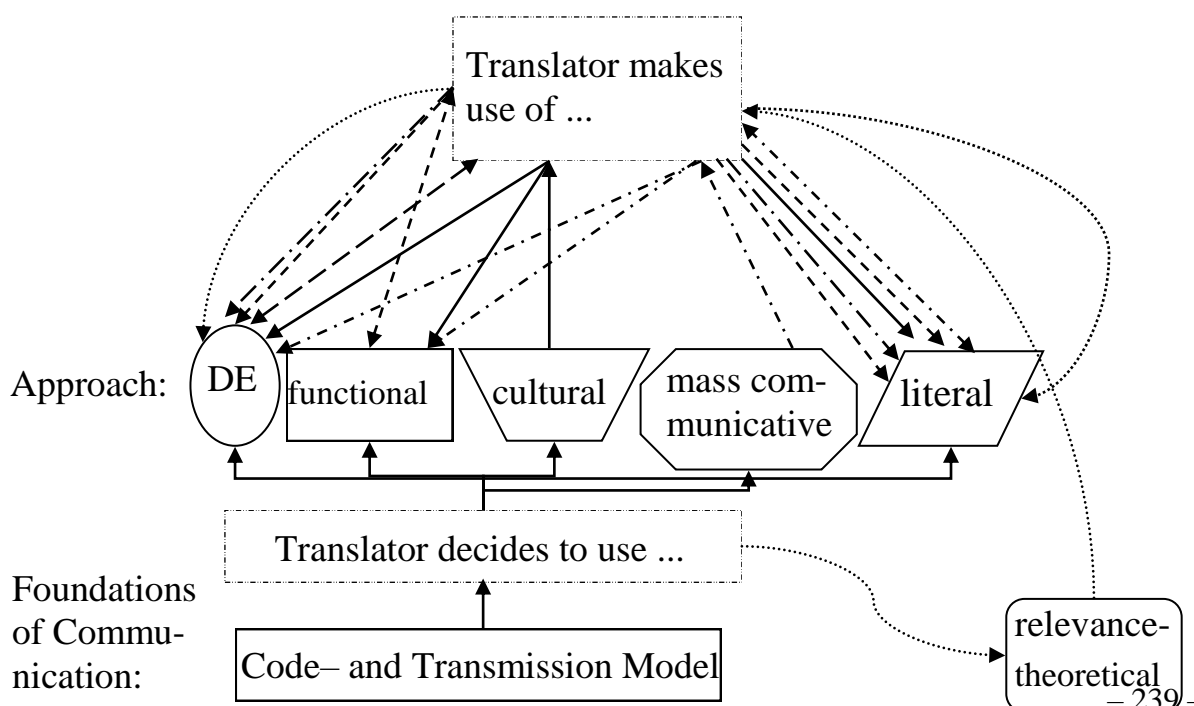 Translator makes
use of ...
Approach:
DE
functional
cultural
mass com-
municative
literal
Translator decides to use ...
Foundations
of Commu-
nication:
Code– and Transmission Model
relevance-
theoretical
– 239 –